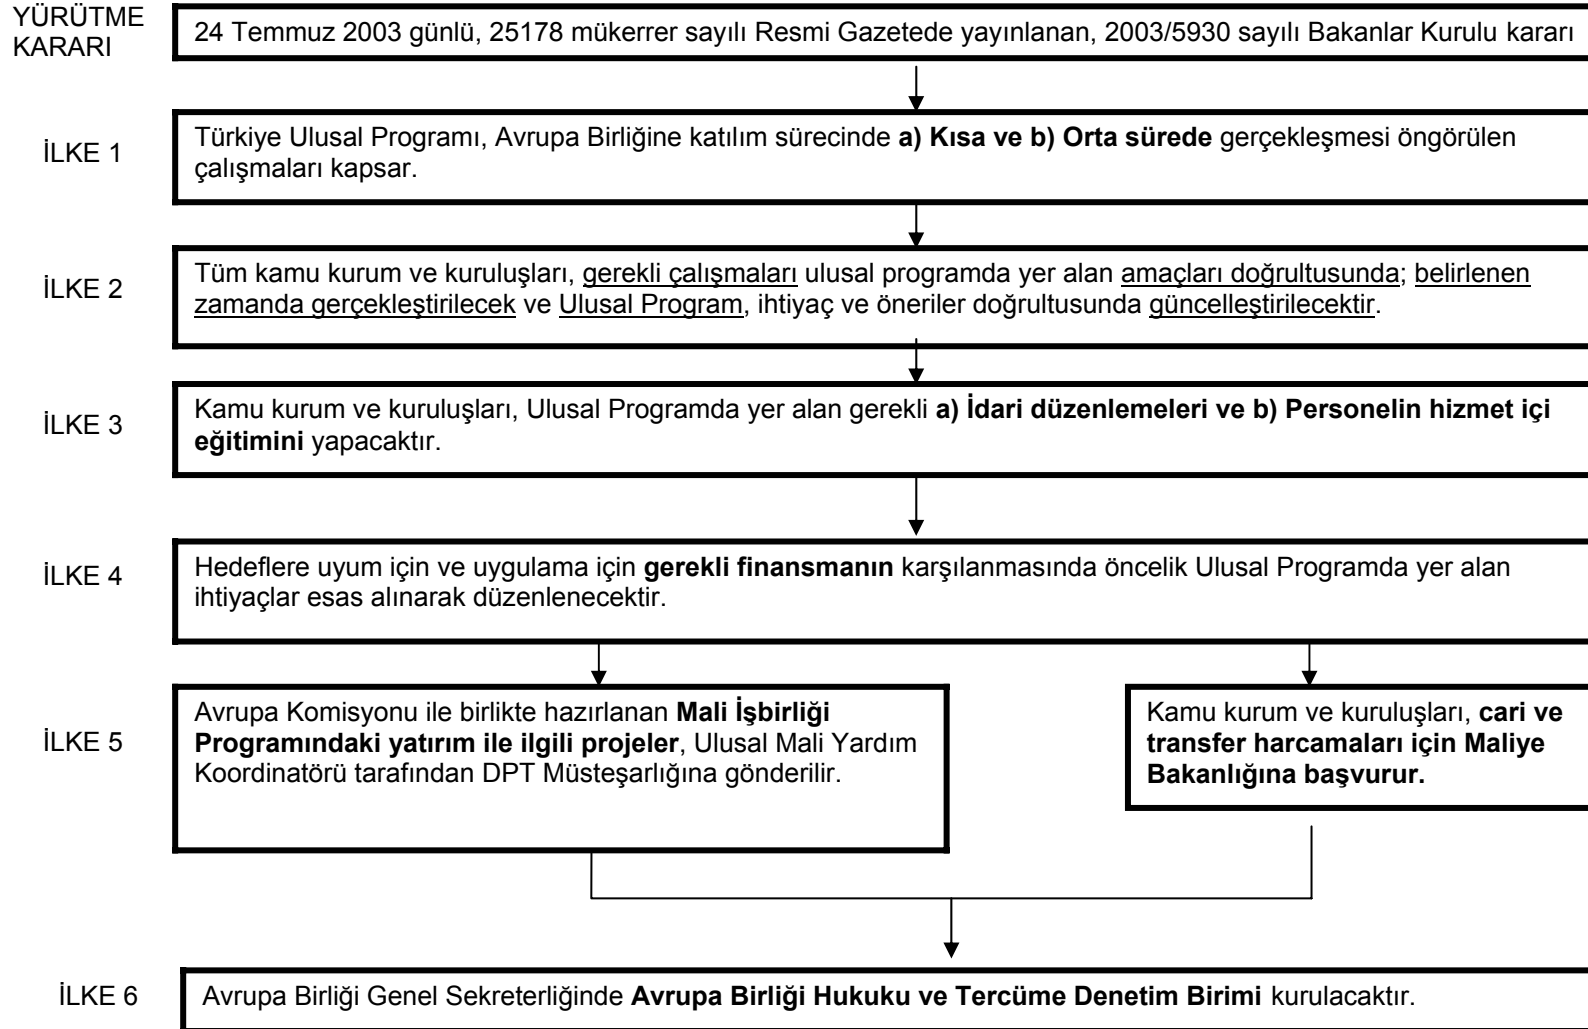 YÜRÜTME
KARARI
24 Temmuz 2003 günlü, 25178 mükerrer sayılı Resmi Gazetede yayınlanan, 2003/5930 sayılı Bakanlar Kurulu kararı
İLKE 1
Türkiye Ulusal Programı, Avrupa Birliğine katılım sürecinde a) Kısa ve b) Orta sürede gerçekleşmesi öngörülen
çalışmaları kapsar.
İLKE 2
Tüm kamu kurum ve kuruluşları, gerekli çalışmaları ulusal programda yer alan amaçları doğrultusunda; belirlenen
zamanda gerçekleştirilecek ve Ulusal Program, ihtiyaç ve öneriler doğrultusunda güncelleştirilecektir.
İLKE 3
Kamu kurum ve kuruluşları, Ulusal Programda yer alan gerekli a) İdari düzenlemeleri ve b) Personelin hizmet içi
eğitimini yapacaktır.
İLKE 4
Hedeflere uyum için ve uygulama için gerekli finansmanın karşılanmasında öncelik Ulusal Programda yer alan
ihtiyaçlar esas alınarak düzenlenecektir.
İLKE 5
Avrupa Komisyonu ile birlikte hazırlanan Mali İşbirliği
Programındaki yatırım ile ilgili projeler, Ulusal Mali Yardım
Koordinatörü tarafından DPT Müsteşarlığına gönderilir.
Kamu kurum ve kuruluşları, cari ve
transfer harcamaları için Maliye
Bakanlığına başvurur.
İLKE 6
Avrupa Birliği Genel Sekreterliğinde Avrupa Birliği Hukuku ve Tercüme Denetim Birimi kurulacaktır.